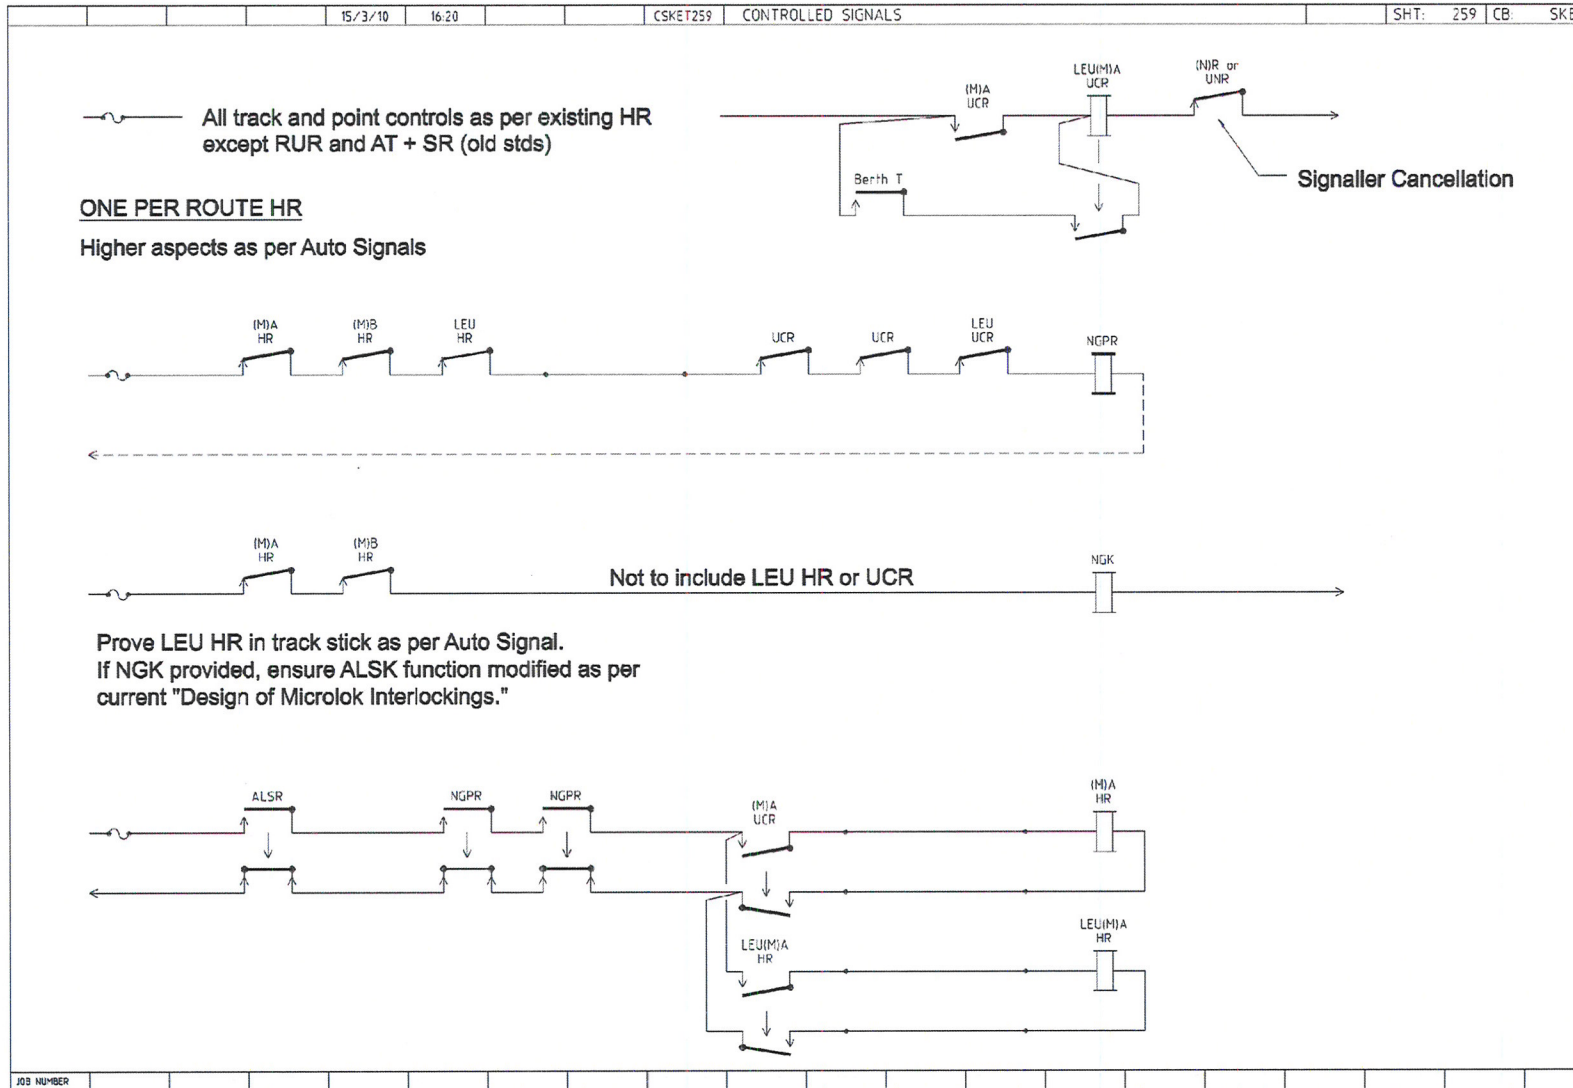 15/3/10 16:20 CSKET259 CONTROLLED SIGNALS SHT: 259 CB: SKE
All track and point controls as per existing HR
except RUR and AT + SR (old stds)
(M)A
UCR
LEU(M)A
UCR
(N)R or
UNR
Berth T
Signaller Cancellation
ONE PER ROUTE HR
Higher aspects as per Auto Signals
(M)A
HR
(M)B
HR
LEU
HR
UCR
UCR
LEU
UCR
NGPR
(M)A
HR
(M)B
HR
Not to include LEU HR or UCR
NGK
Prove LEU HR in track stick as per Auto Signal.
If NGK provided, ensure ALSK function modified as per
current "Design of Microlok Interlockings."
ALSR
NGPR
NGPR
(M)A
UCR
(M)A
HR
LEU(M)A
HR
LEU(M)A
HR
JOB NUMBER